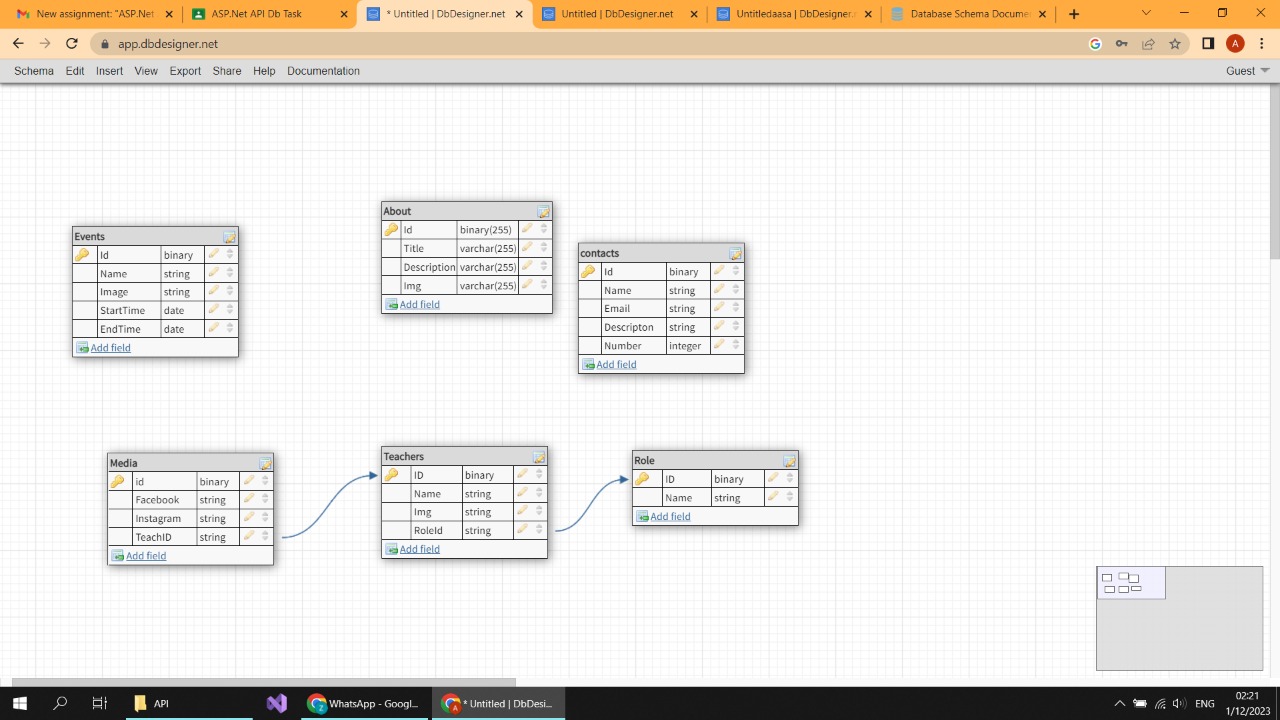 New assignment: "ASP.Net
ASP.Net API Db Task
* Untitled | DbDesigner.net
Untitled | DbDesigner.net
Untitledaasa | DbDesigner.
Database Schema Documen
app.dbdesigner.net
A
Schema Edit Insert View Export Share Help Documentation
Guest
Events
Id binary
Name string
Image string
StartTime date
EndTime date
Add field
About
Id binary(255)
Title varchar(255)
Description varchar(255)
Img varchar(255)
Add field
contacts
Id binary
Name string
Email string
Descripton string
Number integer
Add field
Media
id binary
Facebook string
Instagram string
TeachID string
Add field
Teachers
ID binary
Name string
Img string
RoleId string
Add field
Role
ID binary
Name string
Add field
API
WhatsApp - Googl...
* Untitled | DbDesi...
ENG
02:21
1/12/2023